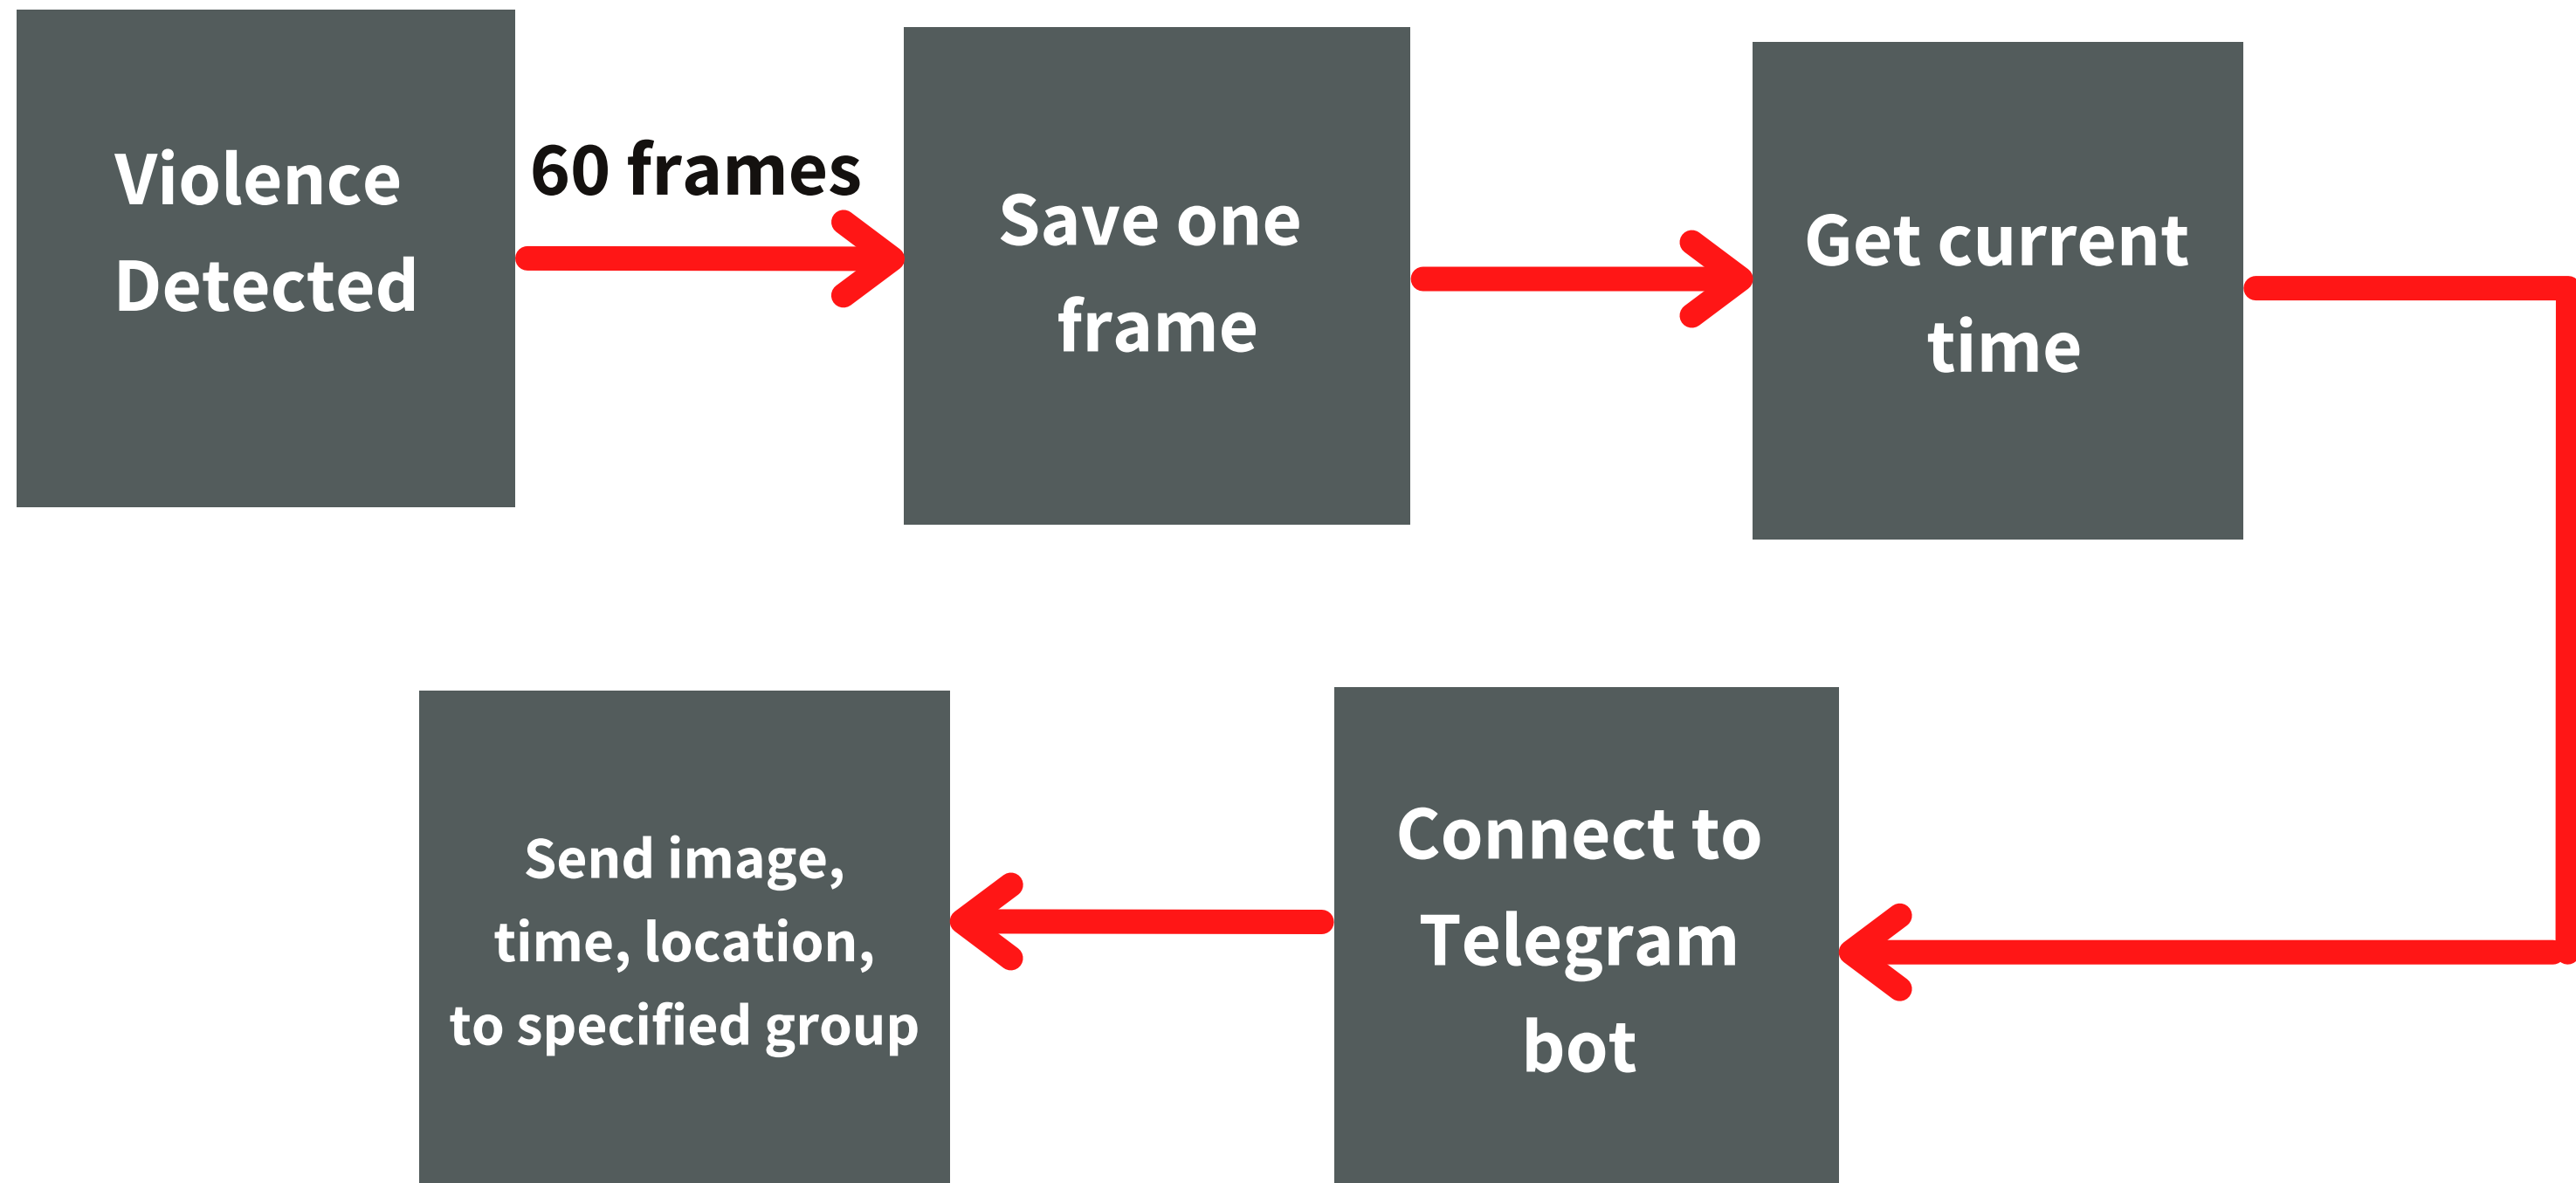 Violence
Detected
60 frames
Save one
frame
Get current
time
Connect to
Telegram
bot
Send image,
time, location,
to specified group